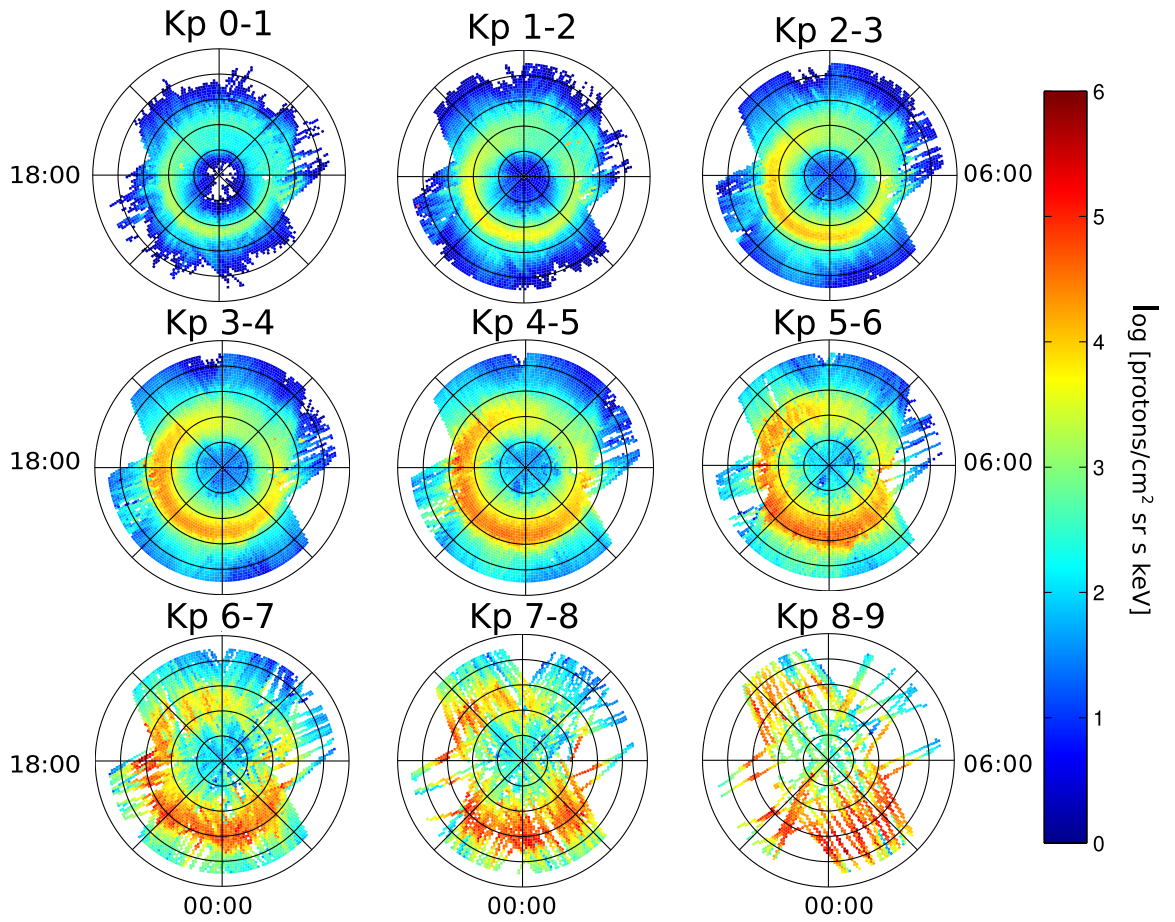 Kp 0-1 Kp 1-2 Kp 2-3
6
18:00 06:00
5
Kp 3-4 Kp 4-5 Kp 5-6
4
18:00 06:00
3
log [protons/cm² sr s keV]
2
Kp 6-7 Kp 7-8 Kp 8-9
1
18:00 06:00
0
00:00 00:00 00:00